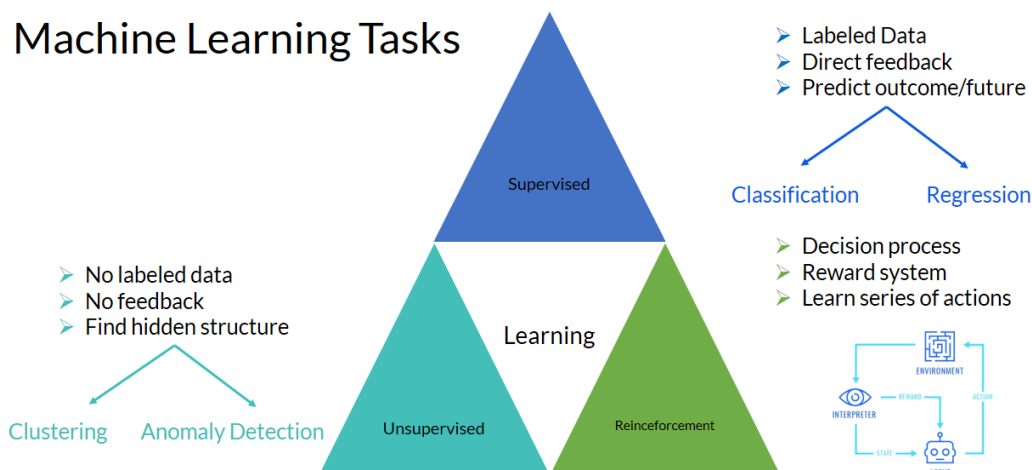 Machine Learning Tasks
Labeled Data
Direct feedback
Predict outcome/future
Supervised
Classification
Regression
Decision process
Reward system
Learn series of actions
No labeled data
No feedback
Find hidden structure
Learning
Clustering
Anomaly Detection
Unsupervised
Reinceforcement
ENVIRONMENT
INTERPRETER
REWARD
ACTION
STATE